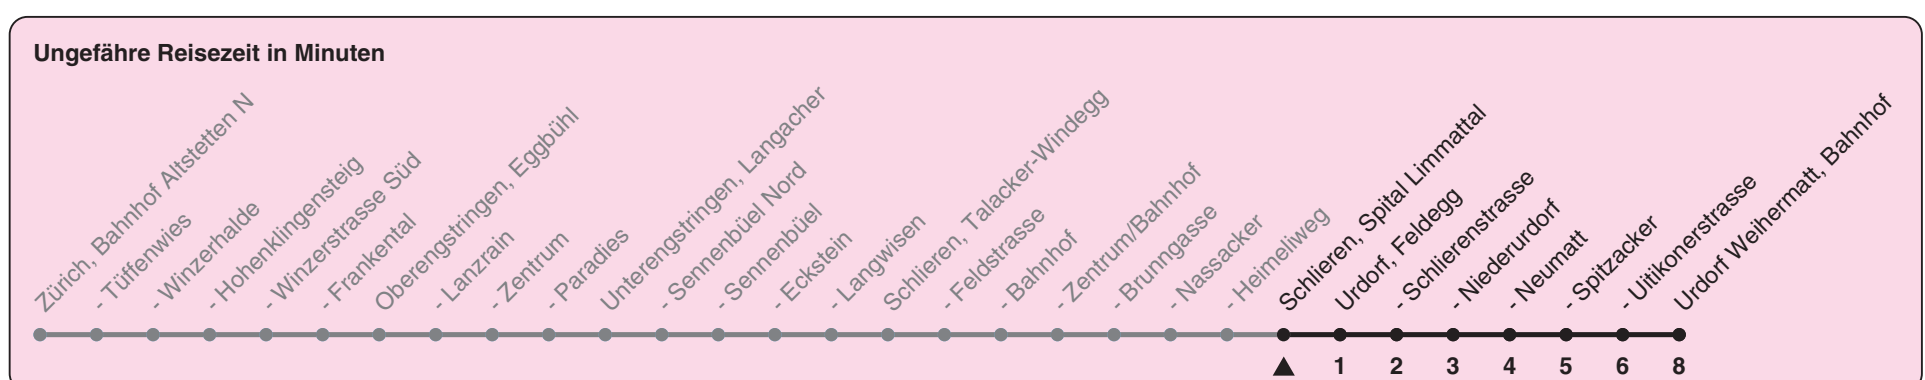 Ungefähre Reisezeit in Minuten
Zürich, Bahnhof Altstetten N
- Tüffenwies
- Winzerhalde
- Hohenklingensteig
- Winzerstrasse Süd
- Frankental
Oberengstringen, Eggbühl
- Lanzrain
- Zentrum
- Paradies
Unterengstringen, Langacher
- Sennenbüel Nord
- Sennenbüel
- Eckstein
- Langwisen
Schlieren, Talacker-Windegg
- Feldstrasse
- Bahnhof
- Zentrum/Bahnhof
- Brunngasse
- Nassacker
- Heimeliweg
Schlieren, Spital Limmattal
Urdorf, Feldegg
- Schlierenstrasse
- Niederurdorf
- Neumatt
- Spitzacker
- Uitikonerstrasse
Urdorf Weihermatt, Bahnhof
1 2 3 4 5 6 8